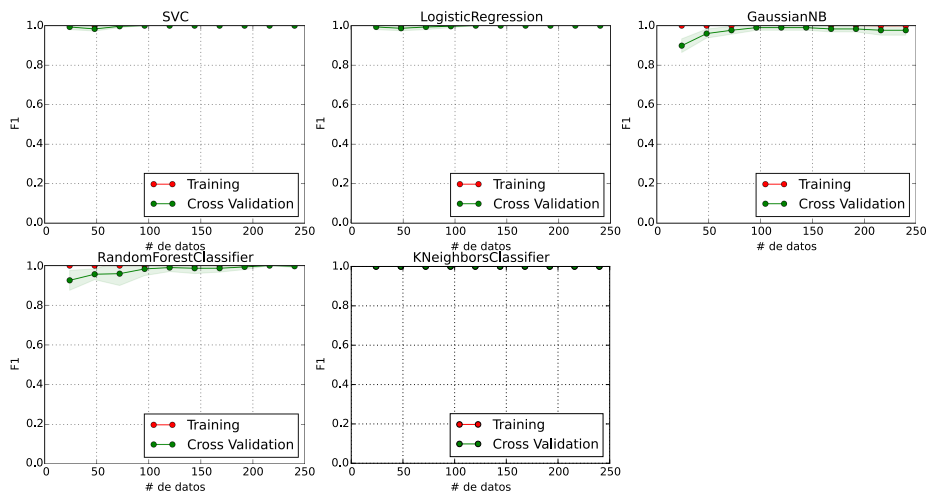 SVC
1.0
0.8
0.6
0.4
0.2
0.0
F1
0 50 100 150 200 250
# de datos
Training
Cross Validation
LogisticRegression
1.0
0.8
0.6
0.4
0.2
0.0
F1
0 50 100 150 200 250
# de datos
Training
Cross Validation
GaussianNB
1.0
0.8
0.6
0.4
0.2
0.0
F1
0 50 100 150 200 250
# de datos
Training
Cross Validation
RandomForestClassifier
1.0
0.8
0.6
0.4
0.2
0.0
F1
0 50 100 150 200 250
# de datos
Training
Cross Validation
KNeighborsClassifier
1.0
0.8
0.6
0.4
0.2
0.0
F1
0 50 100 150 200 250
# de datos
Training
Cross Validation